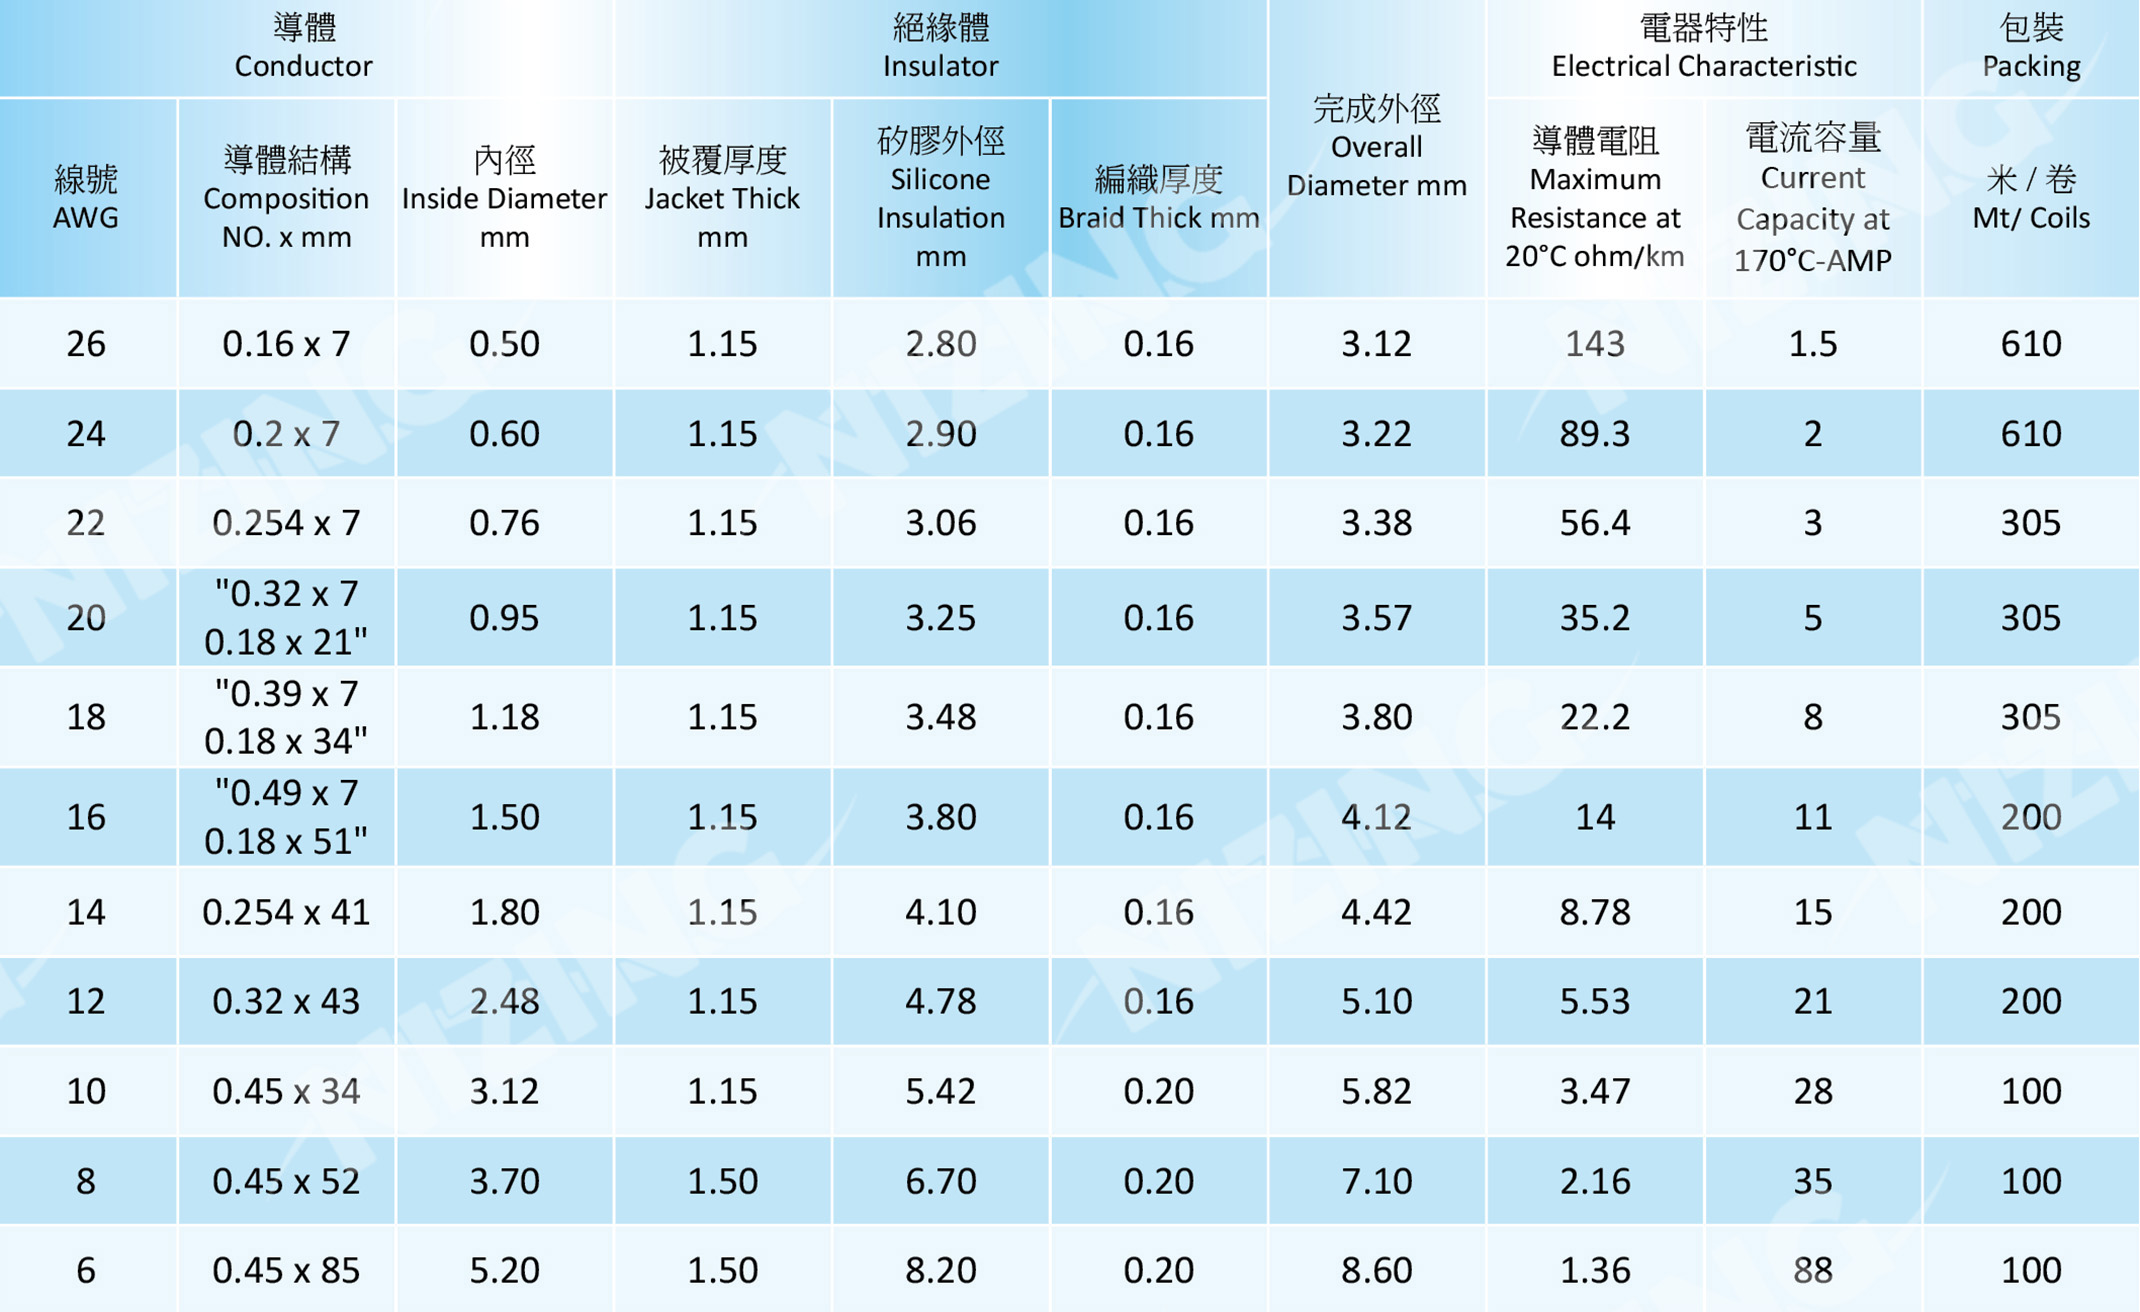 導體
Conductor
絕緣體
Insulator
完成外徑
Overall
Diameter mm
電器特性
Electrical Characteristic
包裝
Packing
線號
AWG
導體結構
Composition
NO. x mm
內徑
Inside Diameter
mm
被覆厚度
Jacket Thick
mm
矽膠外徑
Silicone
Insulation
mm
編織厚度
Braid Thick mm
導體電阻
Maximum
Resistance at
20°C ohm/km
電流容量
Current
Capacity at
170°C-AMP
米 / 卷
Mt/ Coils
26 0.16 x 7 0.50 1.15 2.80 0.16 3.12 143 1.5 610
24 0.2 x 7 0.60 1.15 2.90 0.16 3.22 89.3 2 610
22 0.254 x 7 0.76 1.15 3.06 0.16 3.38 56.4 3 305
20 "0.32 x 7
0.18 x 21" 0.95 1.15 3.25 0.16 3.57 35.2 5 305
18 "0.39 x 7
0.18 x 34" 1.18 1.15 3.48 0.16 3.80 22.2 8 305
16 "0.49 x 7
0.18 x 51" 1.50 1.15 3.80 0.16 4.12 14 11 200
14 0.254 x 41 1.80 1.15 4.10 0.16 4.42 8.78 15 200
12 0.32 x 43 2.48 1.15 4.78 0.16 5.10 5.53 21 200
10 0.45 x 34 3.12 1.15 5.42 0.20 5.82 3.47 28 100
8 0.45 x 52 3.70 1.50 6.70 0.20 7.10 2.16 35 100
6 0.45 x 85 5.20 1.50 8.20 0.20 8.60 1.36 88 100
NIZING
NIZING
NIZING
NIZING
NIZING